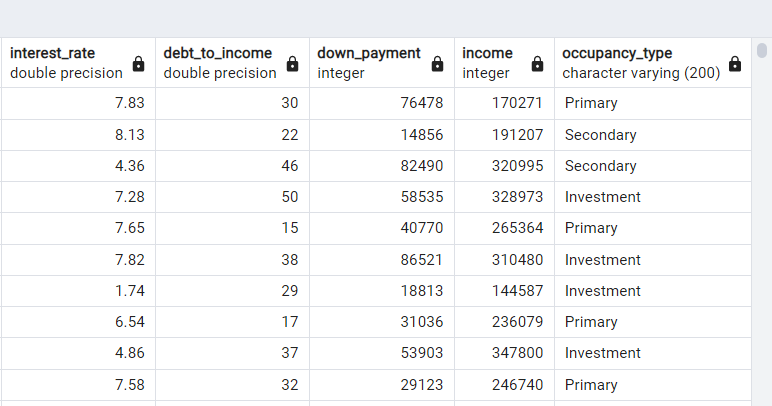 interest_rate debt_to_income down_payment income occupancy_type
double precision double precision integer integer character varying (200)
7.83 30 76478 170271 Primary
8.13 22 14856 191207 Secondary
4.36 46 82490 320995 Secondary
7.28 50 58535 328973 Investment
7.65 15 40770 265364 Primary
7.82 38 86521 310480 Investment
1.74 29 18813 144587 Investment
6.54 17 31036 236079 Primary
4.86 37 53903 347800 Investment
7.58 32 29123 246740 Primary